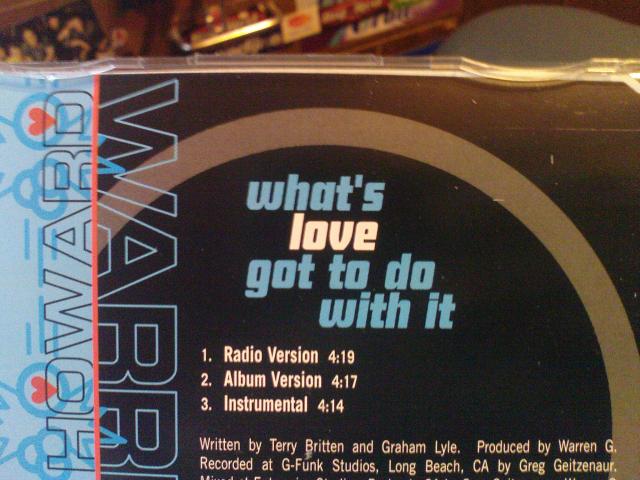 HOWARD
WARR
what's
love
got to do
with it
1. Radio Version 4:19
2. Album Version 4:17
3. Instrumental 4:14
Written by Terry Britten and Graham Lyle. Produced by Warren G.
Recorded at G-Funk Studios, Long Beach, CA by Greg Geitzenaur.